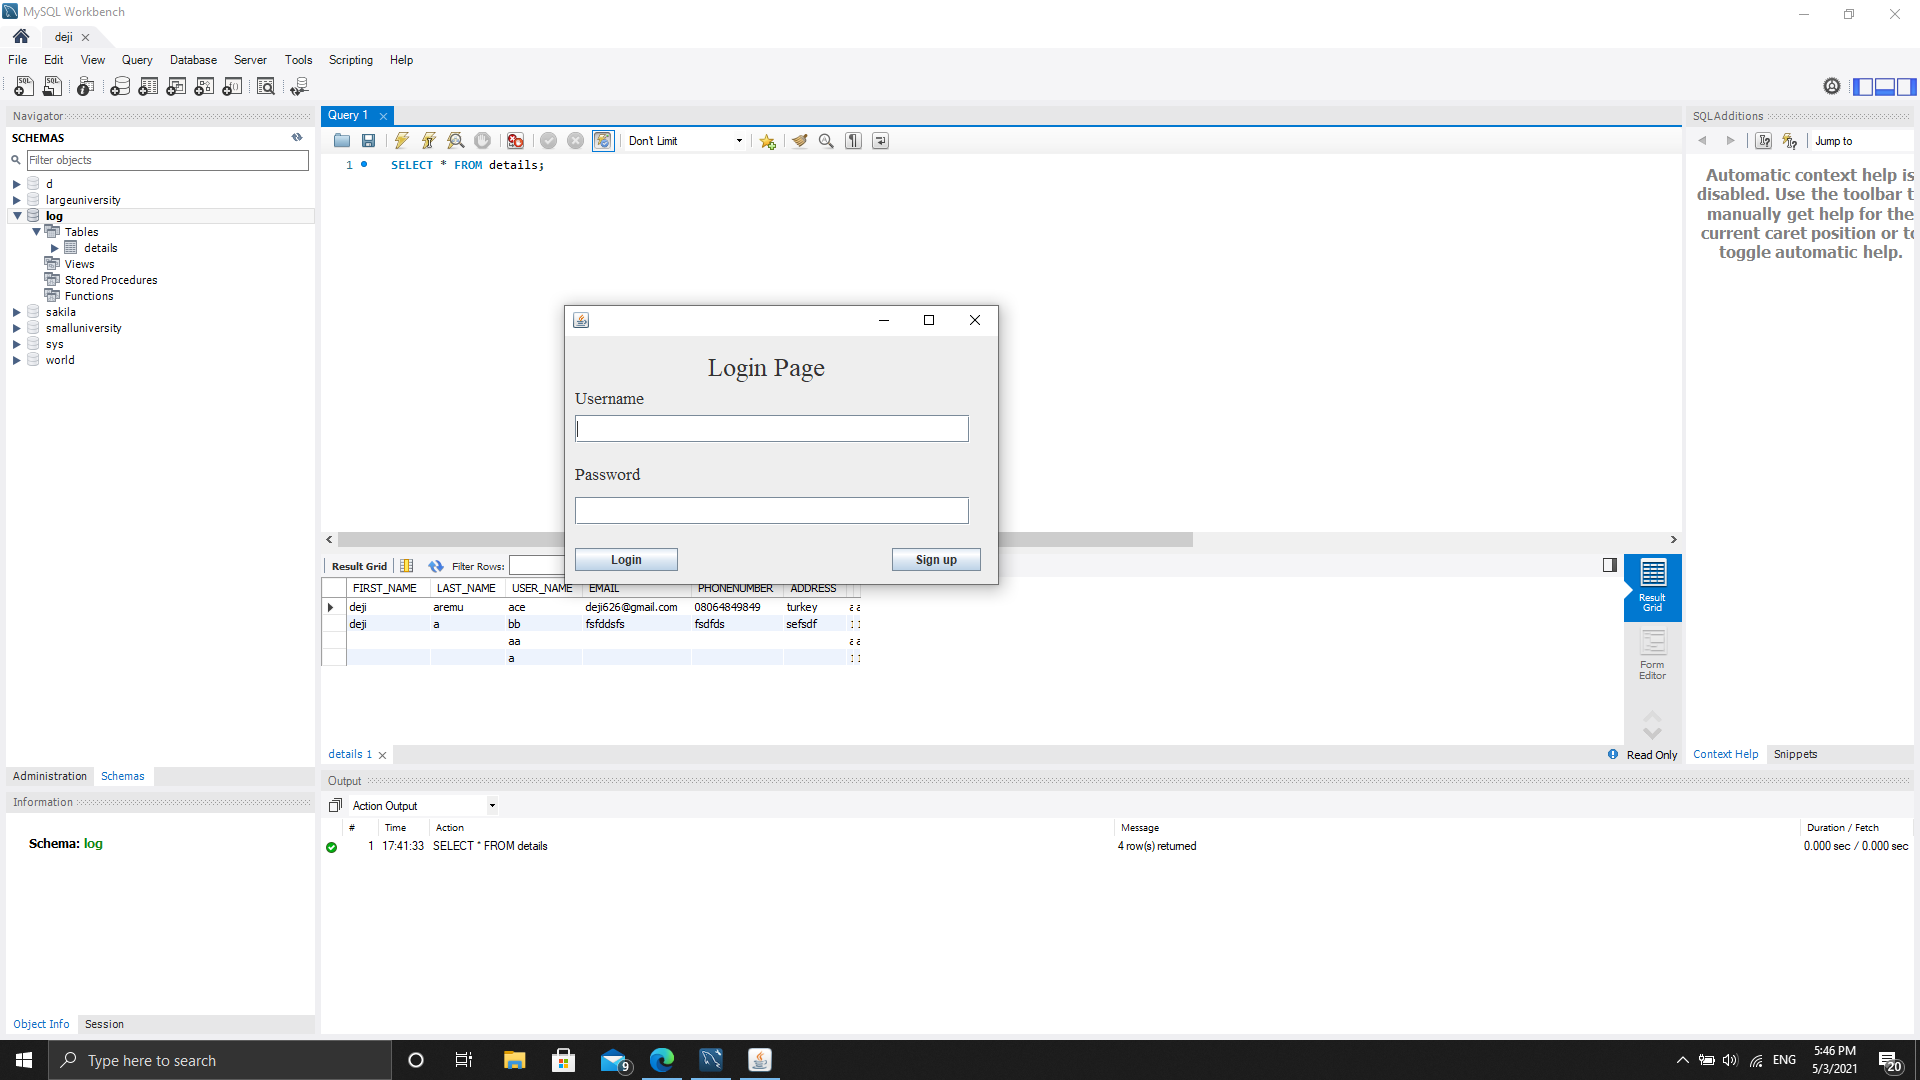 MySQL Workbench
deji
File Edit View Query Database Server Tools Scripting Help
Navigator
SCHEMAS
Filter objects
d
largeuniversity
log
Tables
details
Views
Stored Procedures
Functions
sakila
smalluniversity
sys
world
Administration Schemas
Information
Schema: log
Object Info Session
Query 1
Don't Limit
1 SELECT * FROM details;
Login Page
Username
Password
Login Sign up
Result Grid Filter Rows:
FIRST_NAME LAST_NAME USER_NAME EMAIL PHONENUMBER ADDRESS
deji aremu ace deji626@gmail.com 08064849849 turkey a a
deji a bb fsfddsfs fsdfds sefsdf 1 1
aa a a
a 1 1
Result
Grid
Form
Editor
details 1
Read Only
SQLAdditions
Jump to
Automatic context help is
disabled. Use the toolbar t
manually get help for the
current caret position or to
toggle automatic help.
Context Help Snippets
Output
Action Output
# Time Action Message Duration / Fetch
1 17:41:33 SELECT * FROM details 4 row(s) returned 0.000 sec / 0.000 sec
Type here to search
9
ENG
5:46 PM
5/3/2021
20